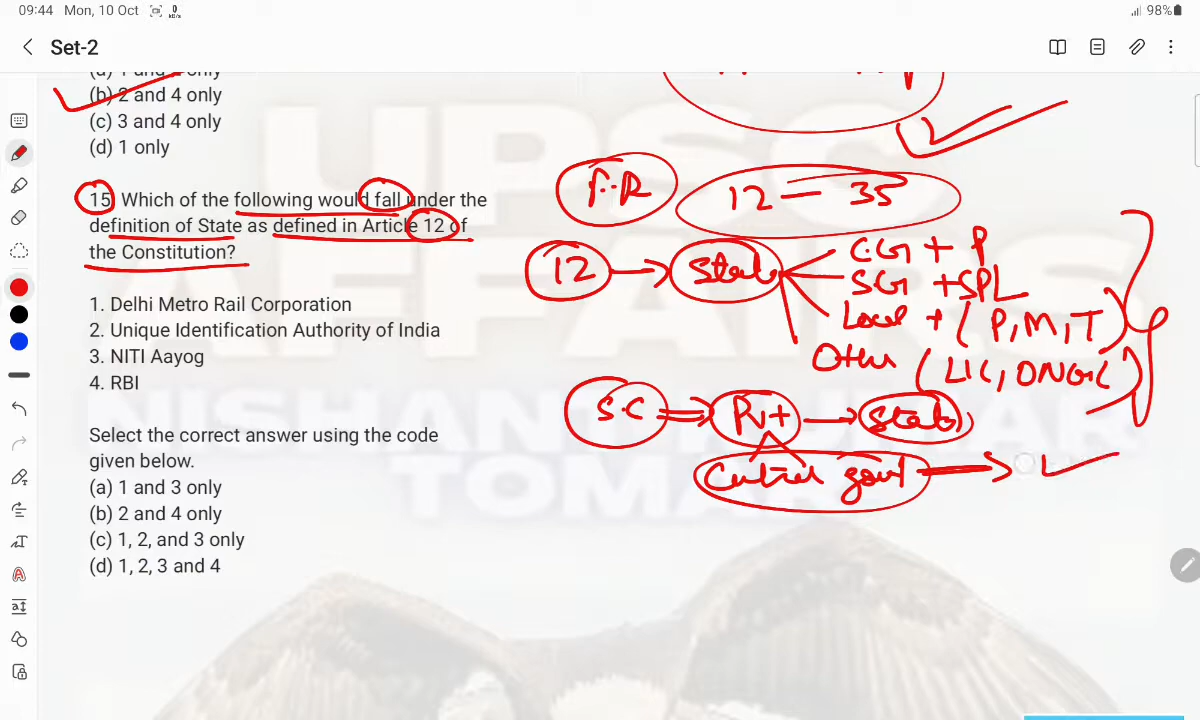 09:44 Mon, 10 Oct
98%
Set-2
(b) 2 and 4 only
(c) 3 and 4 only
(d) 1 only
15. Which of the following would fall under the
definition of State as defined in Article 12 of
the Constitution?
1. Delhi Metro Rail Corporation
2. Unique Identification Authority of India
3. NITI Aayog
4. RBI
Select the correct answer using the code
given below.
(a) 1 and 3 only
(b) 2 and 4 only
(c) 1, 2, and 3 only
(d) 1, 2, 3 and 4
F.R 12 = 35
12 → State
C.G + P
SG + SPL
Local + (P, M, T)
Other (LIC, ONGC)
S.C ⇒ Pvt → State
Central govt →
UPSC
AFFAIRS
TOMAR